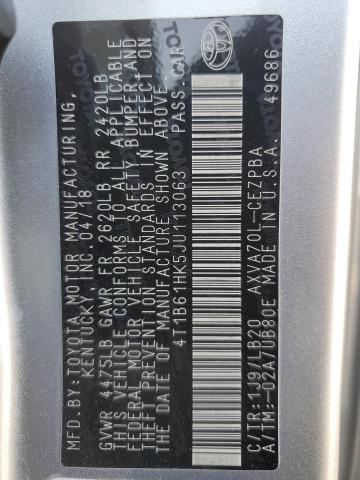 MFD.BY:TOYOTA MOTOR MANUFACTURING,
KENTUCKY, INC.04/18
GVWR 4475LB GAWR FR 2620LB RR 2420LB
THIS VEHICLE CONFORMS TO ALL APPLICABLE
FEDERAL MOTOR VEHICLE SAFETY, BUMPER,AND
THEFT PREVENTION STANDARDS IN EFFECT ON
THE DATE OF MANUFACTURE SHOWN ABOVE
4T1B61HK5JU113063 PASS.CAR
C/TR:1J9/LB20 AXVA70L-CEZPBA
A/TM:-02A/UB80E MADE IN U.S.A. 49686